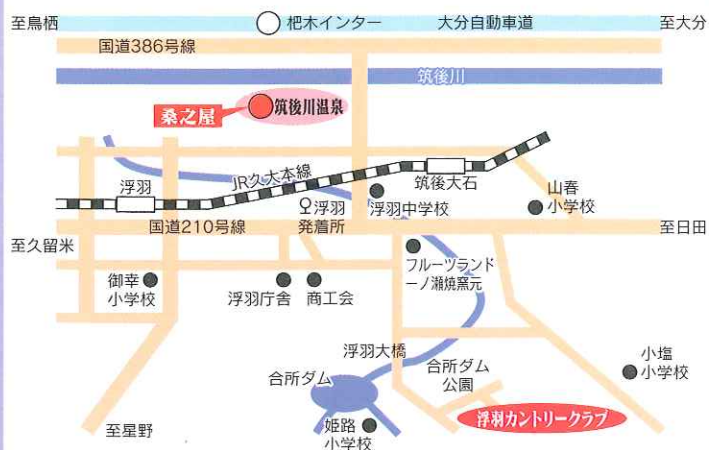 至鳥栖
杷木インター
大分自動車道
至大分
国道386号線
筑後川
桑之屋
筑後川温泉
JR久大本線
浮羽
筑後大石
山春
小学校
浮羽
発着所
浮羽中学校
国道210号線
至日田
至久留米
フルーツランド
一ノ瀬焼窯元
御幸
小学校
浮羽庁舎
商工会
浮羽大橋
合所ダム
公園
小塩
小学校
合所ダム
浮羽カントリークラブ
姫路
小学校
至星野